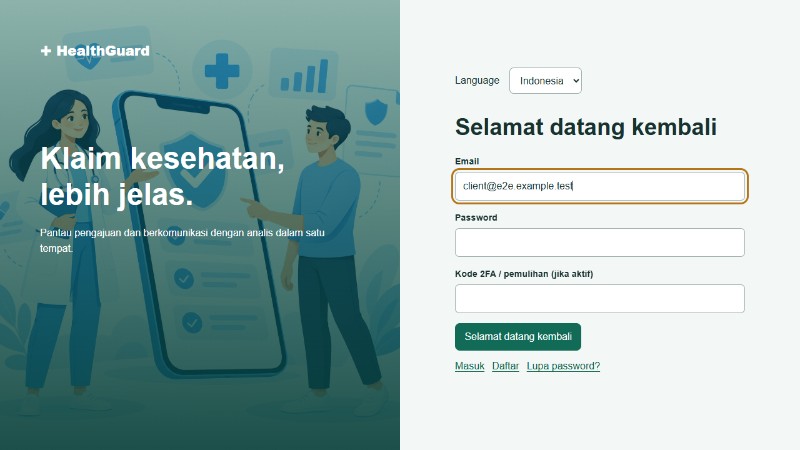 + HealthGuard
Klaim kesehatan,
lebih jelas.
Pantau pengajuan dan berkomunikasi dengan analis dalam satu
tempat.
Language
Indonesia
Selamat datang kembali
Email
client@e2e.example.test
Password
Kode 2FA / pemulihan (jika aktif)
Selamat datang kembali
Masuk Daftar Lupa password?